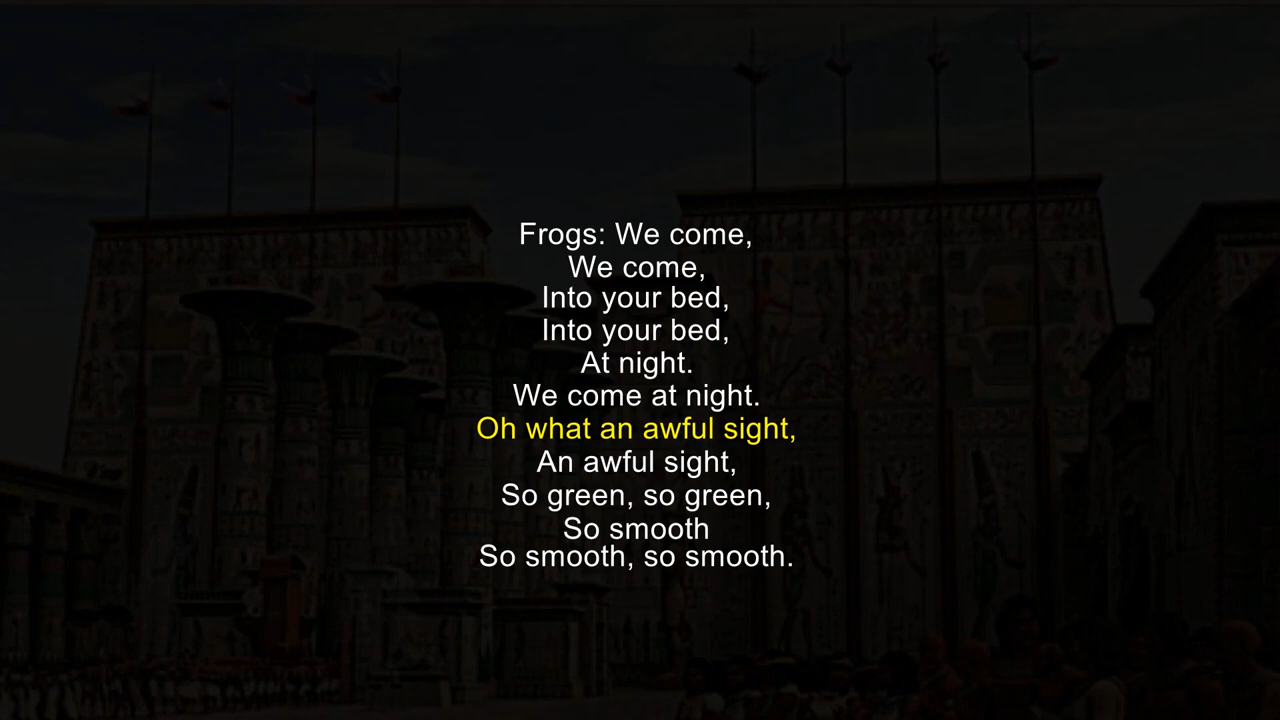 Frogs: We come,
We come,
Into your bed,
Into your bed,
At night.
We come at night.
Oh what an awful sight,
An awful sight,
So green, so green,
So smooth
So smooth, so smooth.